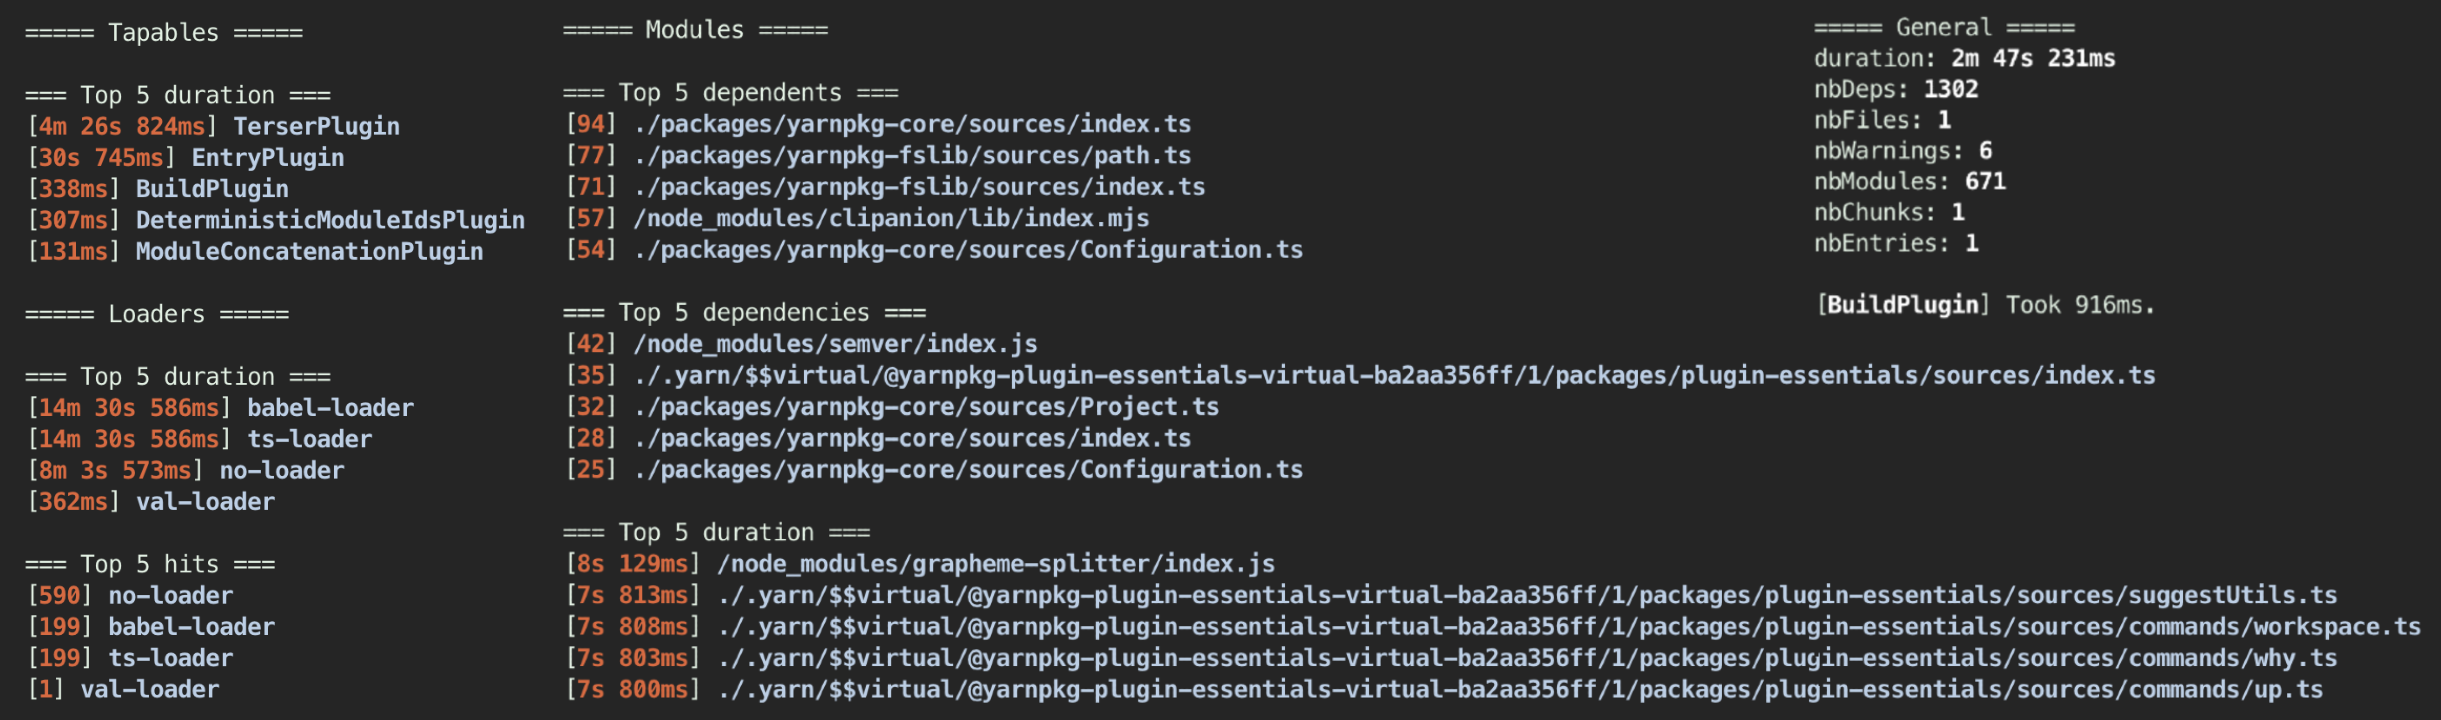 ===== Tapables =====
=== Top 5 duration ===
[4m 26s 824ms] TerserPlugin
[30s 745ms] EntryPlugin
[338ms] BuildPlugin
[307ms] DeterministicModuleIdsPlugin
[131ms] ModuleConcatenationPlugin
===== Loaders =====
=== Top 5 duration ===
[14m 30s 586ms] babel-loader
[14m 30s 586ms] ts-loader
[8m 3s 573ms] no-loader
[362ms] val-loader
=== Top 5 hits ===
[590] no-loader
[199] babel-loader
[199] ts-loader
[1] val-loader
===== Modules =====
=== Top 5 dependents ===
[94] ./packages/yarnpkg-core/sources/index.ts
[77] ./packages/yarnpkg-fslib/sources/path.ts
[71] ./packages/yarnpkg-fslib/sources/index.ts
[57] /node_modules/clipanion/lib/index.mjs
[54] ./packages/yarnpkg-core/sources/Configuration.ts
=== Top 5 dependencies ===
[42] /node_modules/semver/index.js
[35] ./.yarn/$$virtual/@yarnpkg-plugin-essentials-virtual-ba2aa356ff/1/packages/plugin-essentials/sources/index.ts
[32] ./packages/yarnpkg-core/sources/Project.ts
[28] ./packages/yarnpkg-core/sources/index.ts
[25] ./packages/yarnpkg-core/sources/Configuration.ts
=== Top 5 duration ===
[8s 129ms] /node_modules/grapheme-splitter/index.js
[7s 813ms] ./.yarn/$$virtual/@yarnpkg-plugin-essentials-virtual-ba2aa356ff/1/packages/plugin-essentials/sources/suggestUtils.ts
[7s 808ms] ./.yarn/$$virtual/@yarnpkg-plugin-essentials-virtual-ba2aa356ff/1/packages/plugin-essentials/sources/commands/workspace.ts
[7s 803ms] ./.yarn/$$virtual/@yarnpkg-plugin-essentials-virtual-ba2aa356ff/1/packages/plugin-essentials/sources/commands/why.ts
[7s 800ms] ./.yarn/$$virtual/@yarnpkg-plugin-essentials-virtual-ba2aa356ff/1/packages/plugin-essentials/sources/commands/up.ts
===== General =====
duration: 2m 47s 231ms
nbDeps: 1302
nbFiles: 1
nbWarnings: 6
nbModules: 671
nbChunks: 1
nbEntries: 1
[BuildPlugin] Took 916ms.